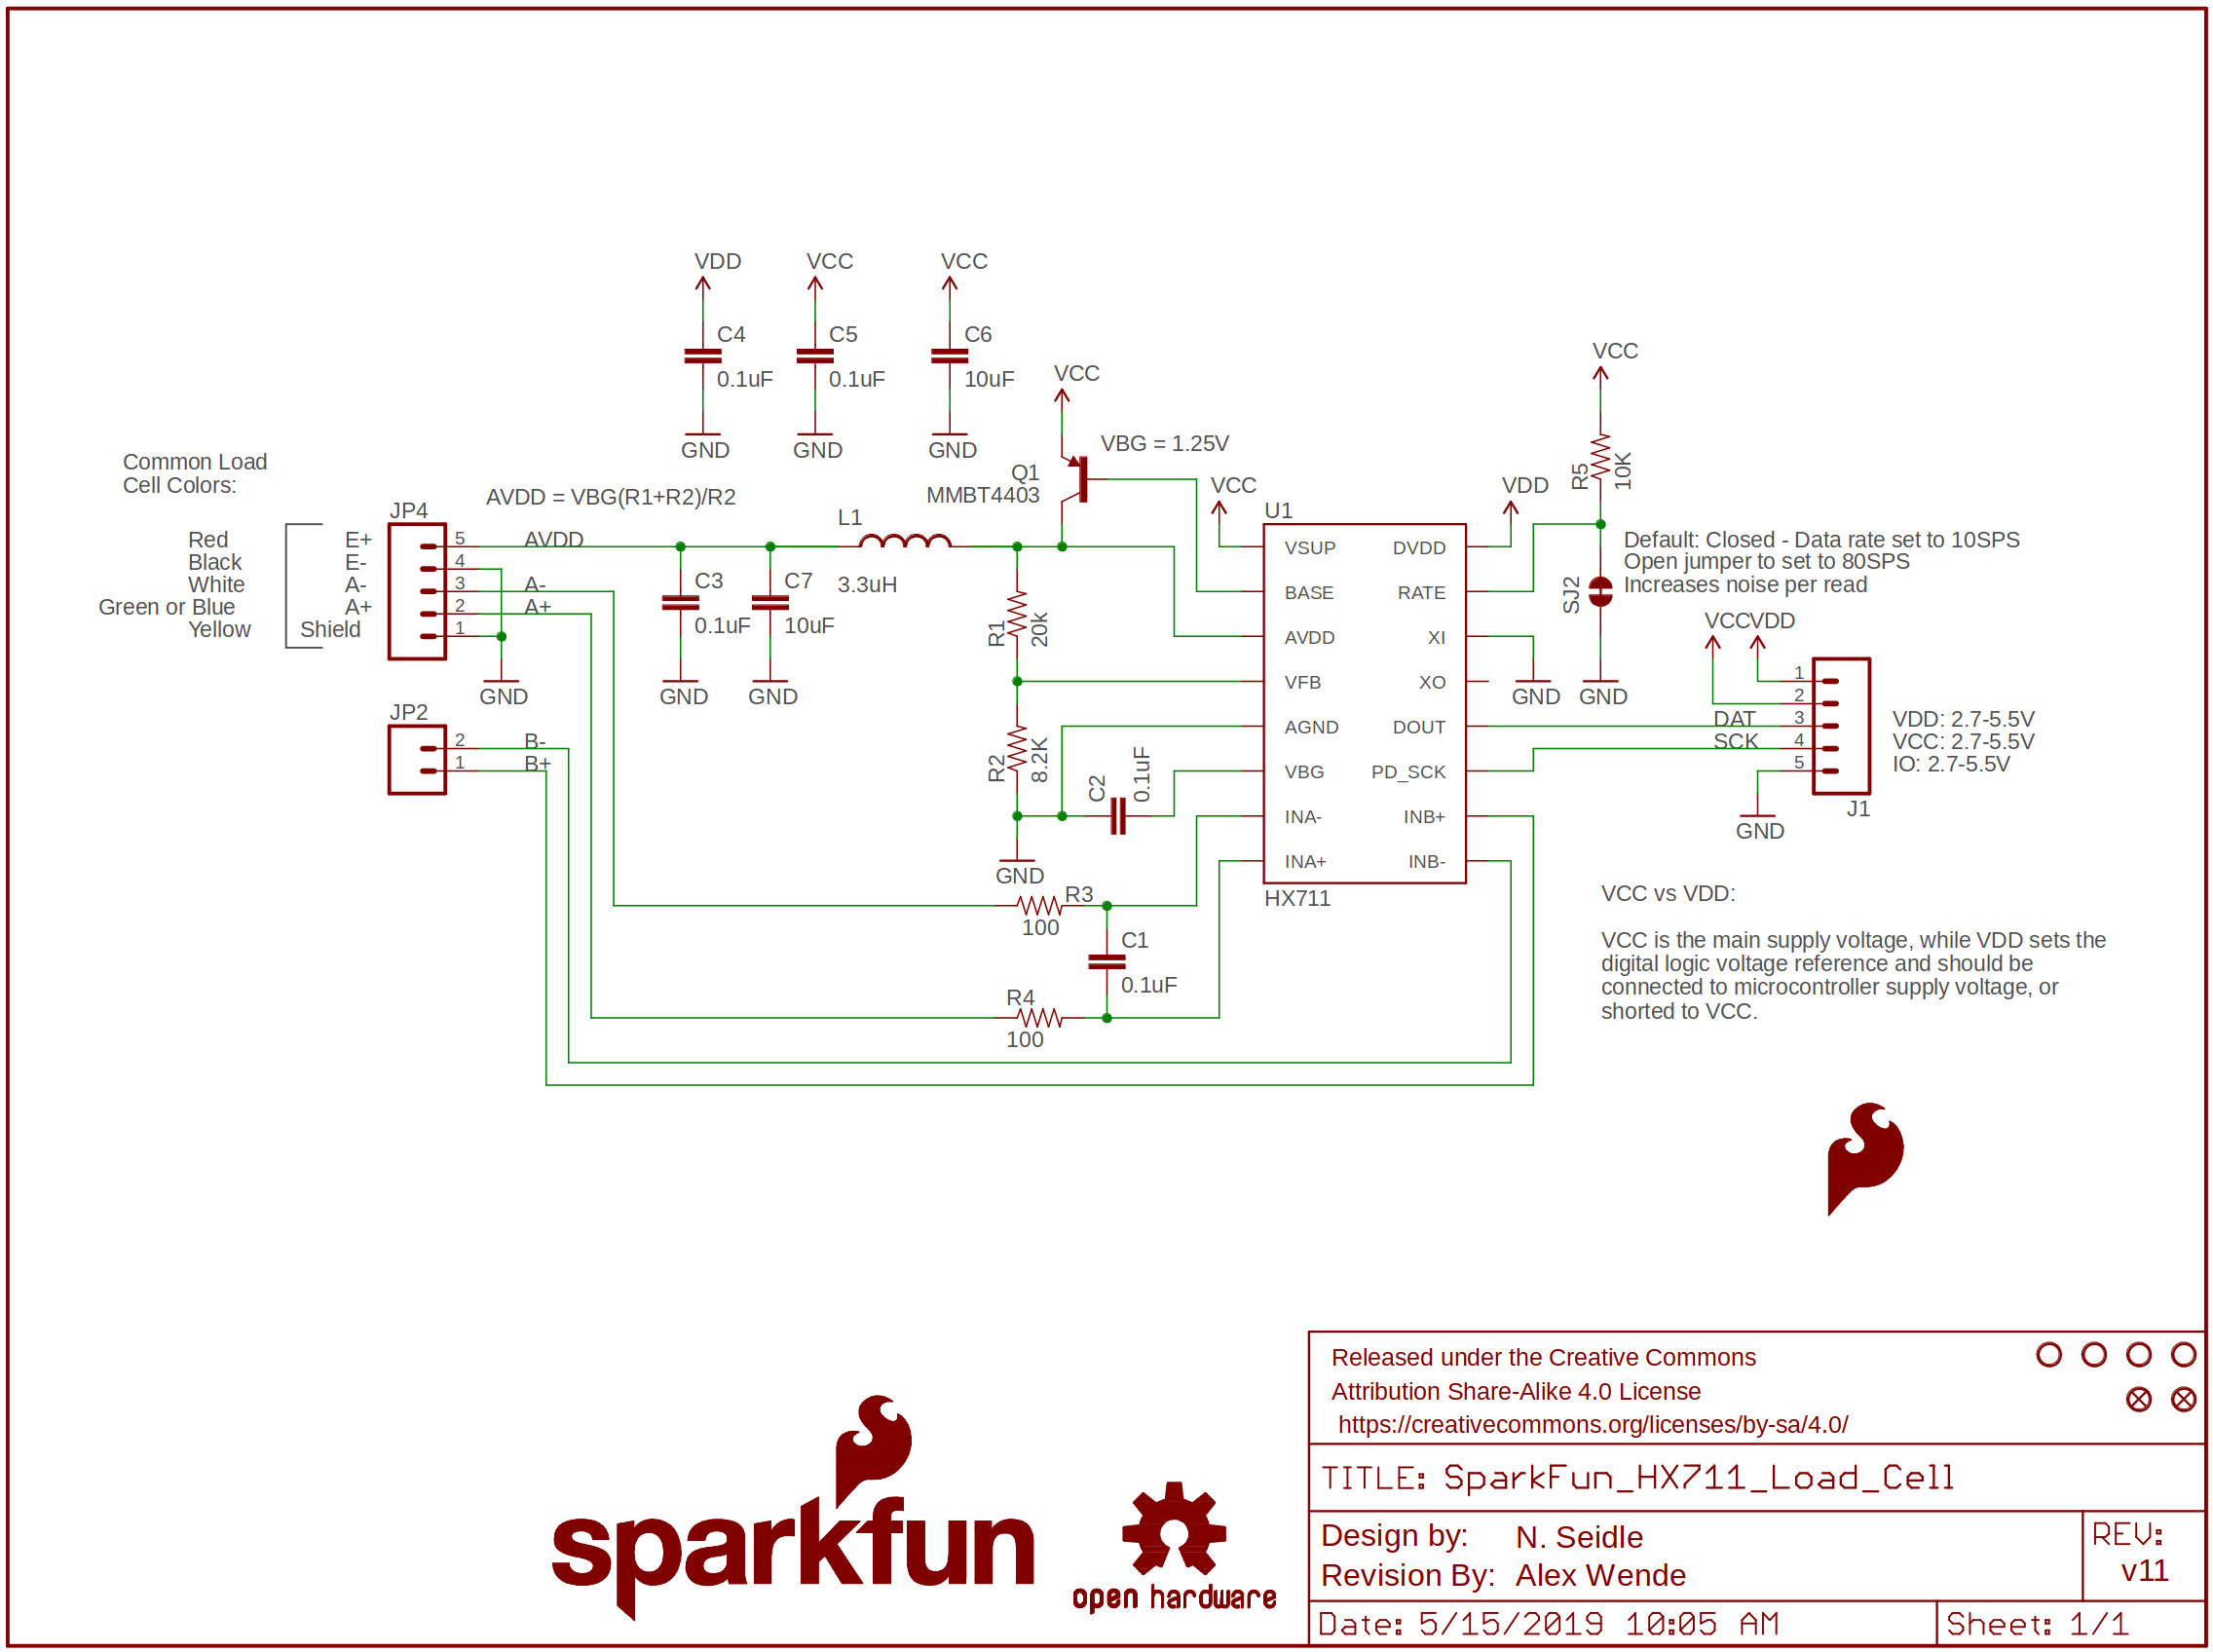 VDD
VCC
VCC
C4
0.1uF
GND
C5
0.1uF
GND
C6
10uF
GND
VCC
VBG = 1.25V
Q1
MMBT4403
VCC
R5
10K
Common Load
Cell Colors:
AVDD = VBG(R1+R2)/R2
JP4
Red E+ 5 AVDD
Black E- 4
White A- 3 A-
Green or Blue A+ 2 A+
Yellow Shield 1
GND
JP2
2 B-
1 B+
C3
0.1uF
GND
C7
10uF
GND
L1
3.3uH
R1
20k
R2
8.2K
GND
C2
0.1uF
R3
100
C1
0.1uF
R4
100
VCC
VDD
U1
VSUP DVDD
BASE RATE
AVDD XI
VFB XO
AGND DOUT
VBG PD_SCK
INA- INB+
INA+ INB-
HX711
GND
GND
SJ2
Default: Closed - Data rate set to 10SPS
Open jumper to set to 80SPS
Increases noise per read
VCC VDD
1
2
DAT 3
SCK 4
5
GND
J1
VDD: 2.7-5.5V
VCC: 2.7-5.5V
IO: 2.7-5.5V
VCC vs VDD:
VCC is the main supply voltage, while VDD sets the
digital logic voltage reference and should be
connected to microcontroller supply voltage, or
shorted to VCC.
sparkfun
open hardware
Released under the Creative Commons
Attribution Share-Alike 4.0 License
https://creativecommons.org/licenses/by-sa/4.0/
TITLE: SparkFun_HX711_Load_Cell
Design by: N. Seidle
Revision By: Alex Wende
REV:
v11
Date: 5/15/2019 10:05 AM
Sheet: 1/1